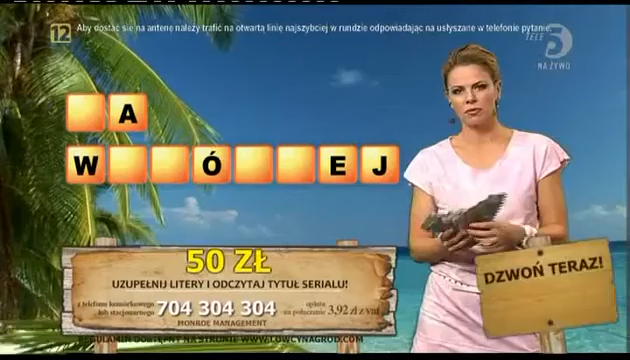 12 Aby dostać się na antenę należy trafić na otwartą linię najszybciej w rundzie odpowiadając na usłyszane w telefonie pytanie.
TELE 5
NA ŻYWO
A
W Ó E J
50 ZŁ
UZUPEŁNIJ LITERY I ODCZYTAJ TYTUŁ SERIALU!
z telefonu komórkowego lub stacjonarnego 704 304 304 opłata za połączenie 3,92 zł z vat
MONROE MANAGEMENT
REGULAMIN DOSTĘPNY NA STRONIE WWW.LOWCYNAGROD.COM
DZWOŃ TERAZ!